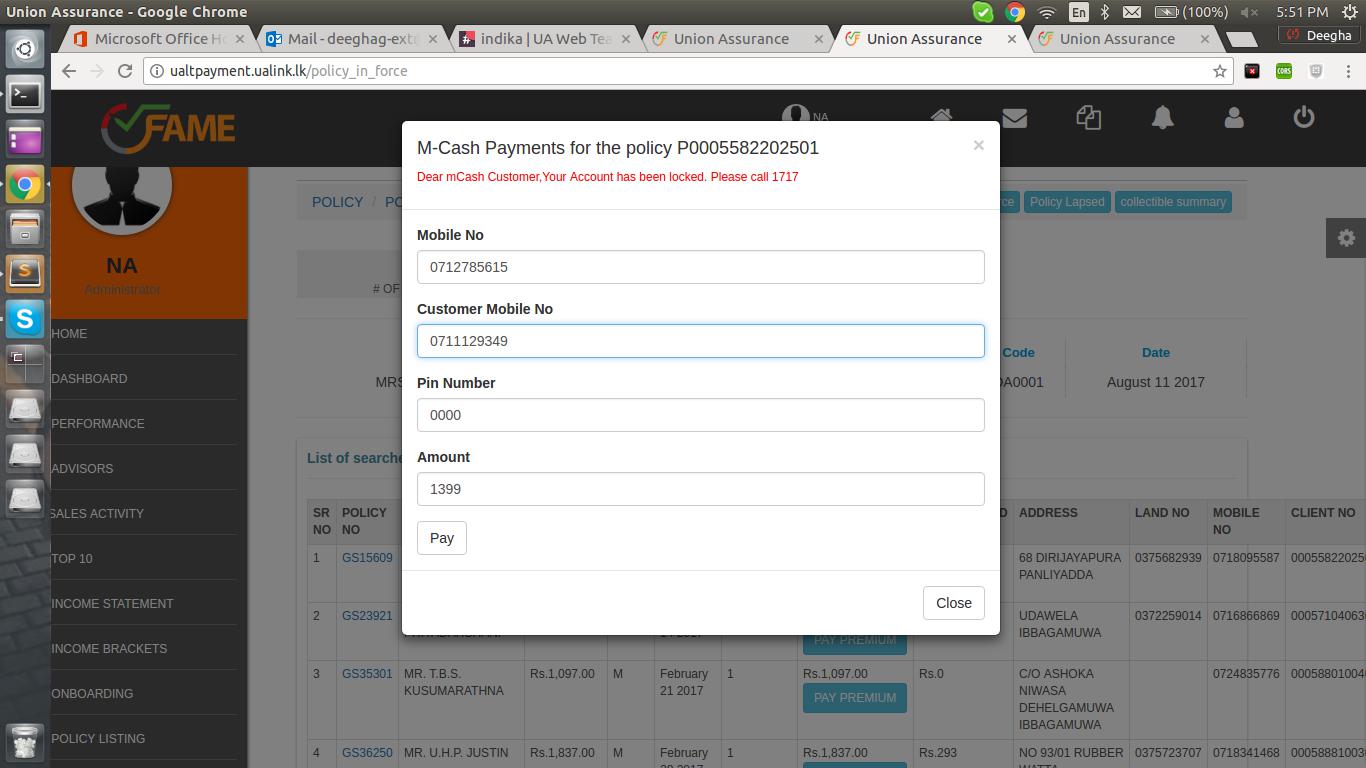 Union Assurance - Google Chrome
En
(100%)
5:51 PM
Microsoft Office Ho
Mail - deeghag-ext@
indika | UA Web Tea
Union Assurance
Union Assurance
Union Assurance
Deegha
ualtpayment.ualink.lk/policy_in_force
CORS
FAME
NA
M-Cash Payments for the policy P0005582202501
×
Dear mCash Customer,Your Account has been locked. Please call 1717
Mobile No
0712785615
Customer Mobile No
0711129349
Pin Number
0000
Amount
1399
Pay
Close
NA
Administrator
HOME
DASHBOARD
PERFORMANCE
ADVISORS
SALES ACTIVITY
TOP 10
INCOME STATEMENT
INCOME BRACKETS
ONBOARDING
POLICY LISTING
POLICY / PO
rce
Policy Lapsed
collectible summary
# OF
Code
Date
MRS
DA0001
August 11 2017
List of searche
SR NO
POLICY NO
D
ADDRESS
LAND NO
MOBILE NO
CLIENT NO
1 GS15609 68 DIRIJAYAPURA PANLIYADDA 0375682939 0718095587 00055822025
2 GS23921 UDAWELA IBBAGAMUWA 0372259014 0716866869 0005710406
PAY PREMIUM
3 GS35301 MR. T.B.S. KUSUMARATHNA Rs.1,097.00 M February 21 2017 1 Rs.1,097.00 Rs.0 C/O ASHOKA NIWASA DEHELGAMUWA IBBAGAMUWA 0724835776 0005880100
PAY PREMIUM
4 GS36250 MR. U.H.P. JUSTIN Rs.1,837.00 M February 1 Rs.1,837.00 Rs.293 NO 93/01 RUBBER 0375723707 0718341468 0005888100